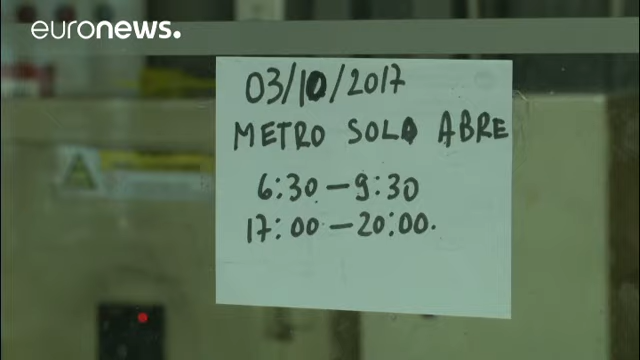 euronews.
03/10/2017
METRO SOLO ABRE
6:30 — 9:30
17:00 — 20:00.